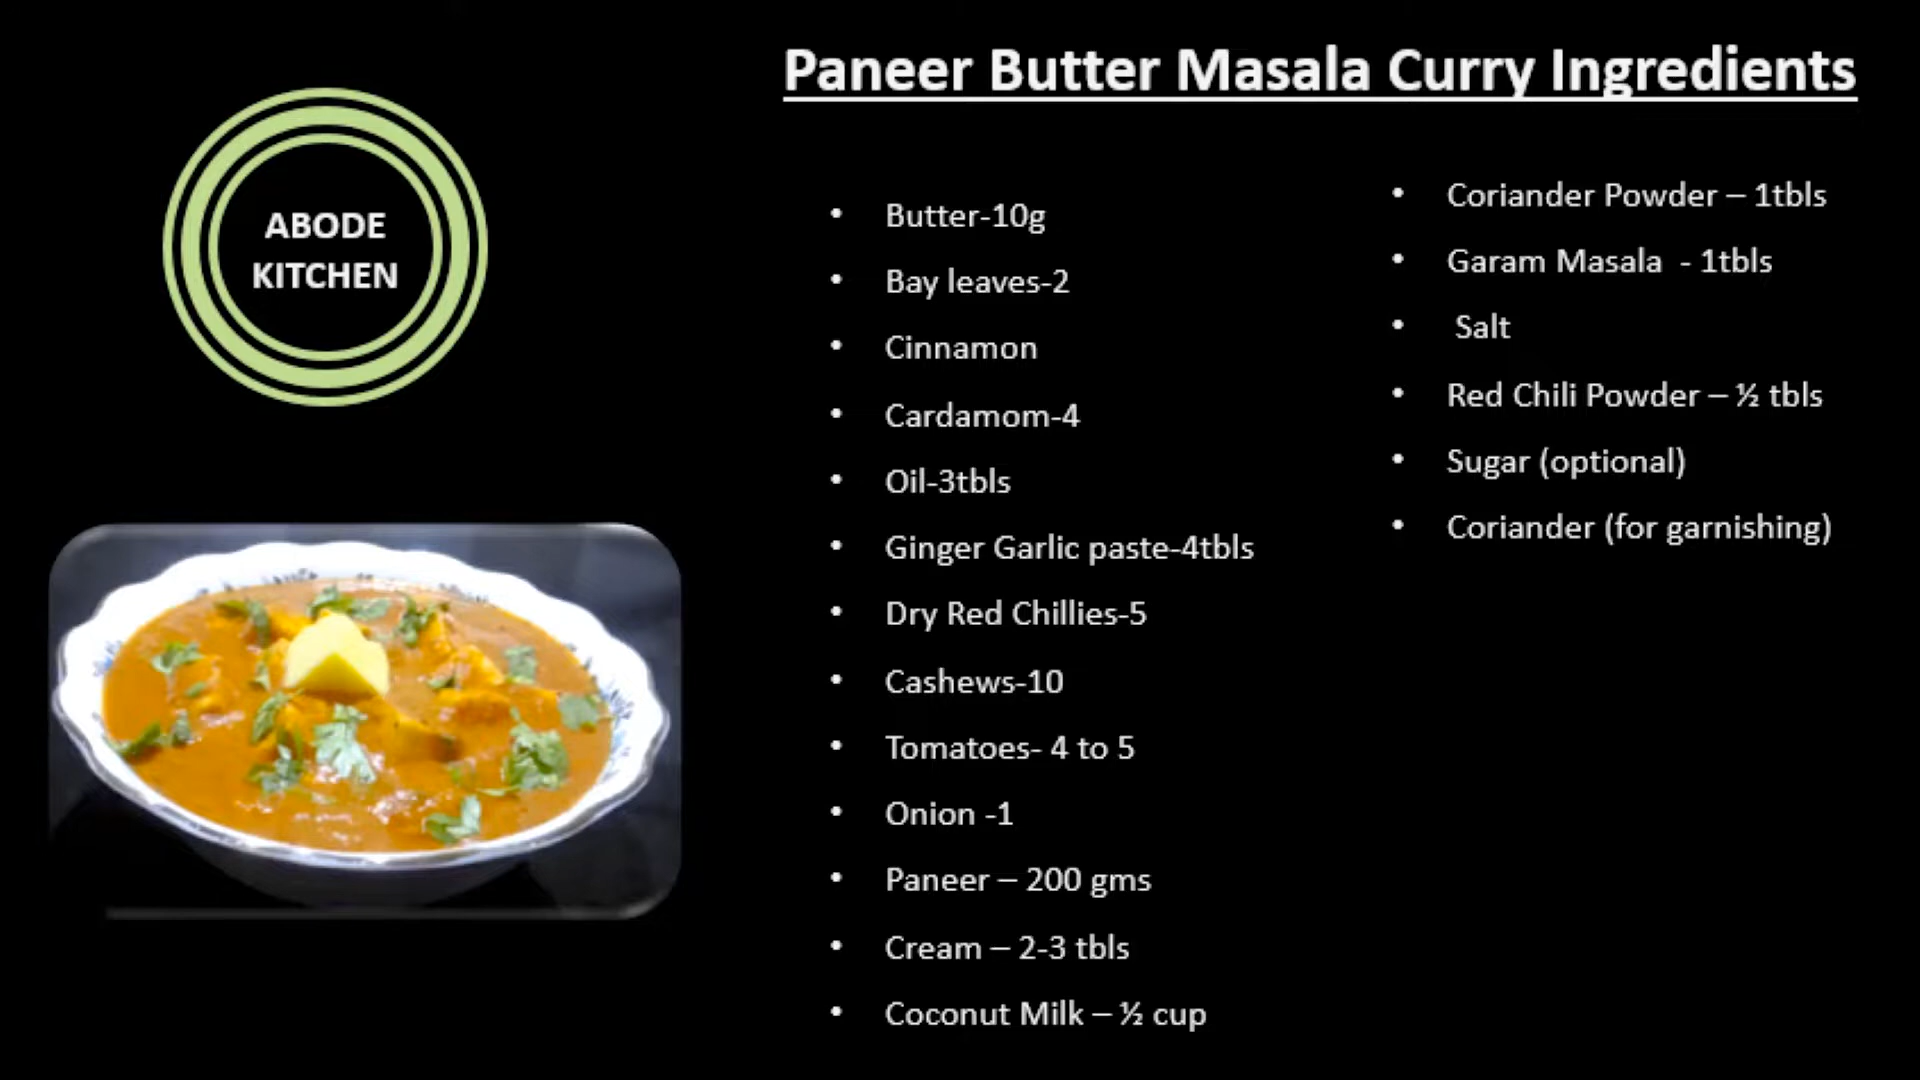 Paneer Butter Masala Curry Ingredients
ABODE
KITCHEN
• Butter-10g
• Bay leaves-2
• Cinnamon
• Cardamom-4
• Oil-3tbls
• Ginger Garlic paste-4tbls
• Dry Red Chillies-5
• Cashews-10
• Tomatoes- 4 to 5
• Onion -1
• Paneer – 200 gms
• Cream – 2-3 tbls
• Coconut Milk – ½ cup
• Coriander Powder – 1tbls
• Garam Masala  - 1tbls
• Salt
• Red Chili Powder – ½ tbls
• Sugar (optional)
• Coriander (for garnishing)